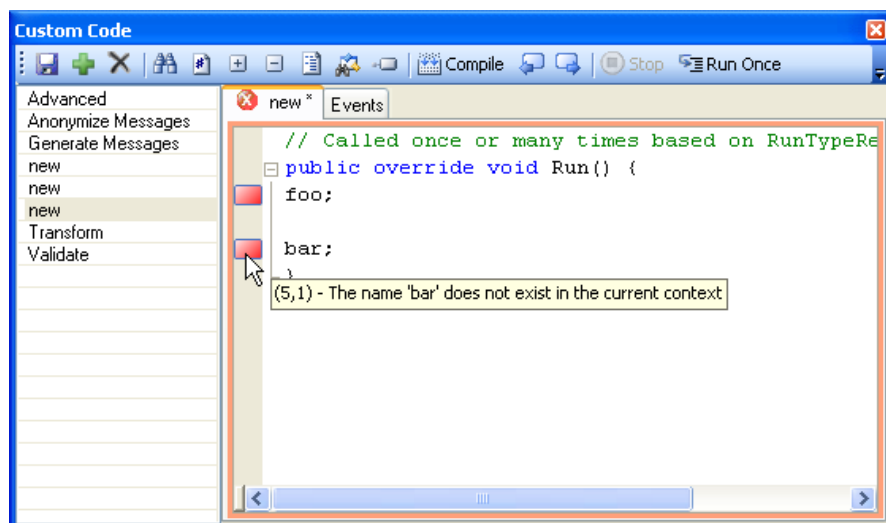 Custom Code
Compile Stop Run Once
Advanced
Anonymize Messages
Generate Messages
new
new
new
Transform
Validate
new * Events
// Called once or many times based on RunTypeRe
public override void Run() {
foo;
bar;
}
(5,1) - The name 'bar' does not exist in the current context